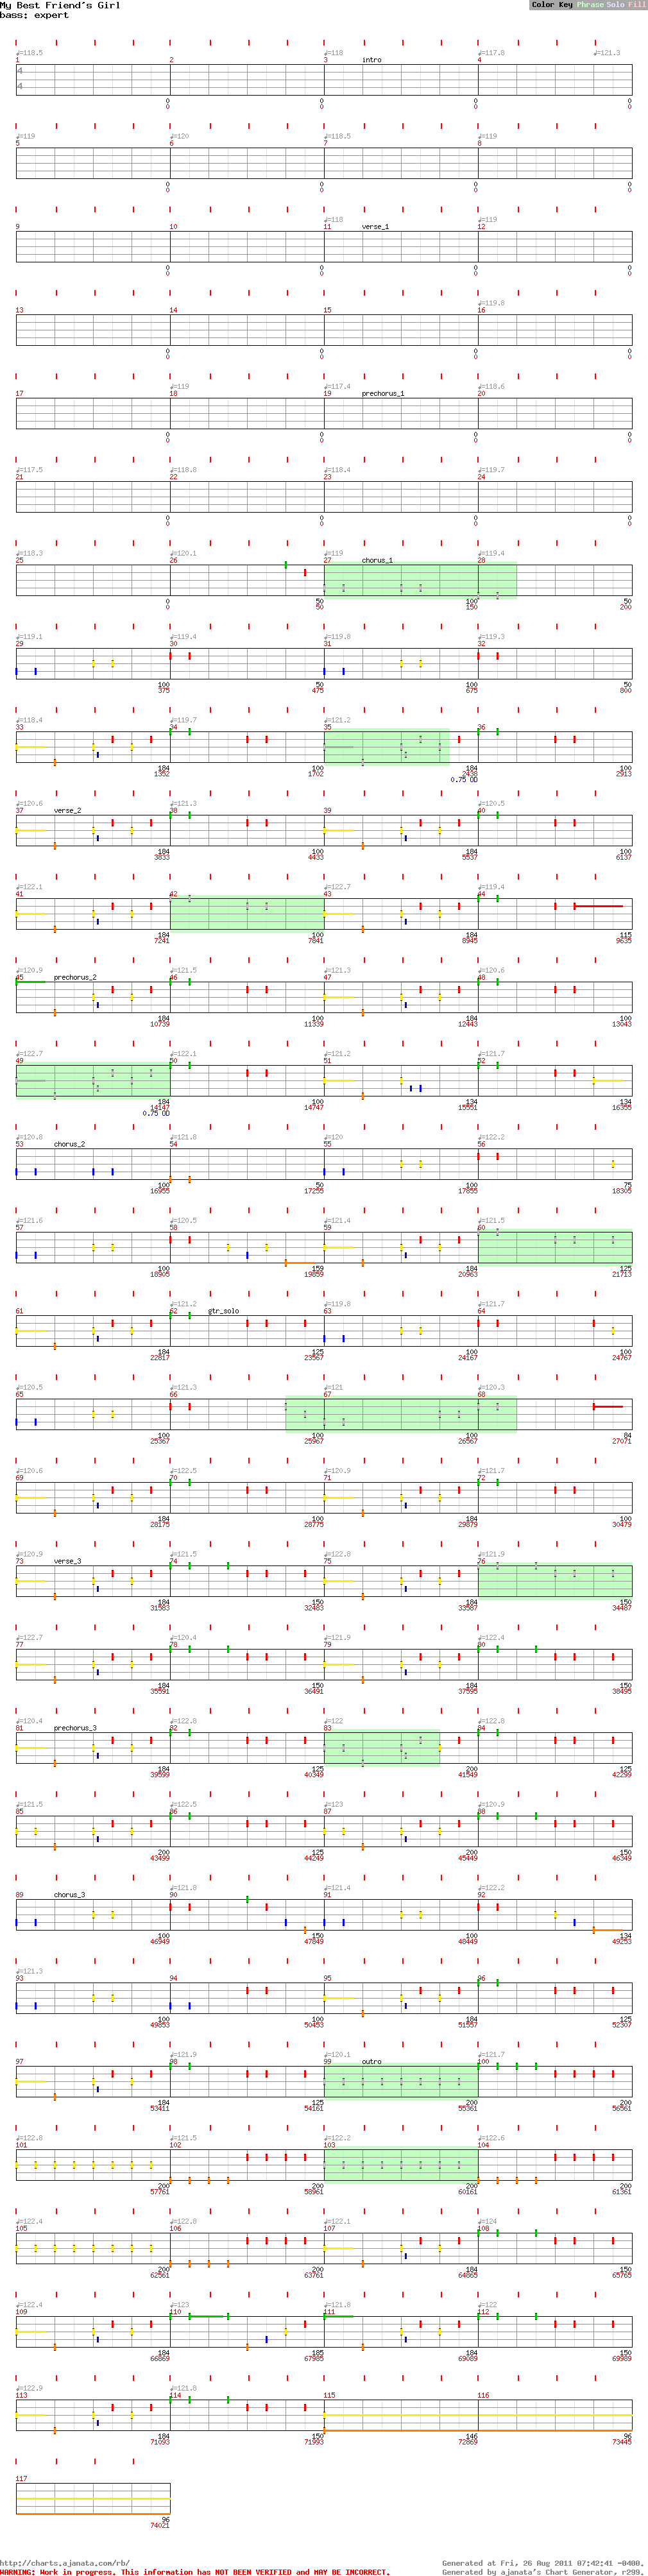 My Best Friend's Girl
Color Key Phrase Solo Fill
bass: expert
♩=118.5 ♩=118 ♩=117.8 ♩=121.3
1 2 3 intro 4
4
4
0 0 0 0
0 0 0 0
♩=119 ♩=120 ♩=118.5 ♩=119
5 6 7 8
0 0 0 0
0 0 0 0
♩=118 ♩=119
9 10 11 verse_1 12
0 0 0 0
0 0 0 0
♩=119.8
13 14 15 16
0 0 0 0
0 0 0 0
♩=119 ♩=117.4 ♩=118.6
17 18 19 prechorus_1 20
0 0 0 0
0 0 0 0
♩=117.5 ♩=118.8 ♩=118.4 ♩=119.7
21 22 23 24
0 0 0 0
0 0 0 0
♩=118.3 ♩=120.1 ♩=119 ♩=119.4
25 26 27 chorus_1 28
0 50 100 50
0 50 150 200
♩=119.1 ♩=119.4 ♩=119.8 ♩=119.3
29 30 31 32
100 50 100 50
375 475 675 800
♩=118.4 ♩=119.7 ♩=121.2
33 34 35 36
184 100 184 100
1352 1702 2438 2913
0.75 OD
♩=120.6 ♩=121.3 ♩=120.5
37 verse_2 38 39 40
184 100 184 100
3833 4433 5537 6137
♩=122.1 ♩=122.7 ♩=119.4
41 42 43 44
184 100 184 115
7241 7841 8945 9635
♩=120.9 ♩=121.5 ♩=121.3 ♩=120.6
45 prechorus_2 46 47 48
184 100 184 100
10739 11339 12443 13043
♩=122.7 ♩=122.1 ♩=121.2 ♩=121.7
49 50 51 52
184 100 134 134
14147 14747 15551 16355
0.75 OD
♩=120.8 ♩=121.8 ♩=120 ♩=122.2
53 chorus_2 54 55 56
100 50 100 75
16955 17255 17855 18305
♩=121.6 ♩=120.5 ♩=121.4 ♩=121.5
57 58 59 60
100 159 184 125
18905 19859 20963 21713
♩=121.2 ♩=119.8 ♩=121.7
61 62 gtr_solo 63 64
184 125 100 100
22817 23567 24167 24767
♩=120.5 ♩=121.3 ♩=121 ♩=120.3
65 66 67 68
100 100 100 84
25367 25967 26567 27071
♩=120.6 ♩=122.5 ♩=120.9 ♩=121.7
69 70 71 72
184 100 184 100
28175 28775 29879 30479
♩=120.9 ♩=121.5 ♩=122.8 ♩=121.9
73 verse_3 74 75 76
184 150 184 150
31583 32483 33587 34487
♩=122.7 ♩=120.4 ♩=121.9 ♩=122.4
77 78 79 80
184 150 184 150
35591 36491 37595 38495
♩=120.4 ♩=122.8 ♩=122 ♩=122.8
81 prechorus_3 82 83 84
184 125 200 125
39599 40349 41549 42299
♩=121.5 ♩=122.5 ♩=123 ♩=120.9
85 86 87 88
200 125 200 150
43499 44249 45449 46349
♩=121.8 ♩=121.4 ♩=122.2
89 chorus_3 90 91 92
100 150 100 134
46949 47849 48449 49253
♩=121.3
93 94 95 96
100 100 184 125
49853 50453 51557 52307
♩=121.9 ♩=120.1 ♩=121.7
97 98 99 outro 100
184 125 200 200
53411 54161 55361 56561
♩=122.8 ♩=121.5 ♩=122.2 ♩=122.6
101 102 103 104
200 200 200 200
57761 58961 60161 61361
♩=122.4 ♩=122.8 ♩=122.1 ♩=124
105 106 107 108
200 200 184 150
62561 63761 64865 65765
♩=122.4 ♩=123 ♩=121.8 ♩=122
109 110 111 112
184 185 184 150
66869 67985 69089 69989
♩=122.9 ♩=121.8
113 114 115 116
184 150 146 96
71093 71993 72869 73445
117
96
74021
http://charts.ajanata.com/rb/
Generated at Fri, 26 Aug 2011 07:42:41 -0400.
WARNING: Work in progress. This information has NOT BEEN VERIFIED and MAY BE INCORRECT.
Generated by ajanata's Chart Generator, r299.